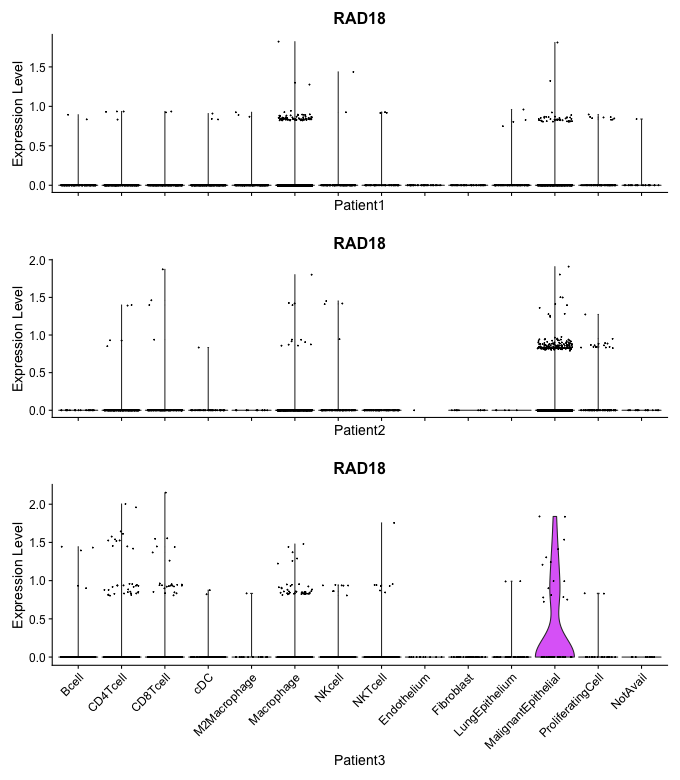 RAD18
Expression Level
1.5
1.0
0.5
0.0
Patient1
RAD18
Expression Level
2.0
1.5
1.0
0.5
0.0
Patient2
RAD18
Expression Level
2.0
1.5
1.0
0.5
0.0
Bcell
CD4Tcell
CD8Tcell
cDC
M2Macrophage
Macrophage
NKcell
NKTcell
Endothelium
Fibroblast
LungEpithelium
MalignantEpithelial
ProliferatingCell
NotAvail
Patient3